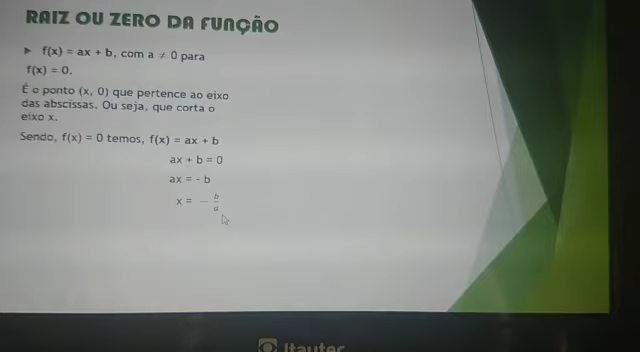 RAIZ OU ZERO DA FUNÇÃO
f(x) = ax + b, com a ≠ 0 para
f(x) = 0.
É o ponto (x, 0) que pertence ao eixo
das abscissas. Ou seja, que corta o
eixo x.
Sendo, f(x) = 0 temos, f(x) = ax + b
ax + b = 0
ax = - b
x = - b/a
Itautec